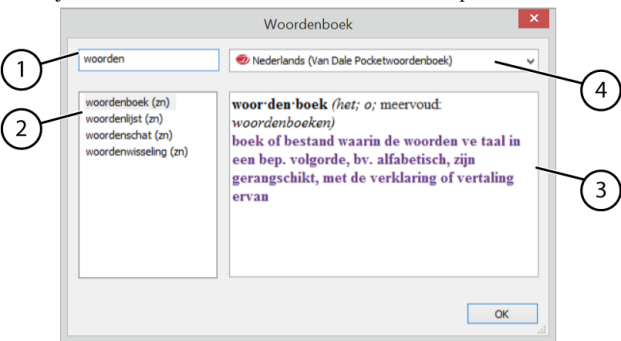 Woordenboek
1
woorden
Nederlands (Van Dale Pocketwoordenboek)
4
2
woordenboek (zn)
woordenlijst (zn)
woordenschat (zn)
woordenwisseling (zn)
woor·den·boek (het; o; meervoud:
woordenboeken)
boek of bestand waarin de woorden ve taal in
een bep. volgorde, bv. alfabetisch, zijn
gerangschikt, met de verklaring of vertaling
ervan
3
OK